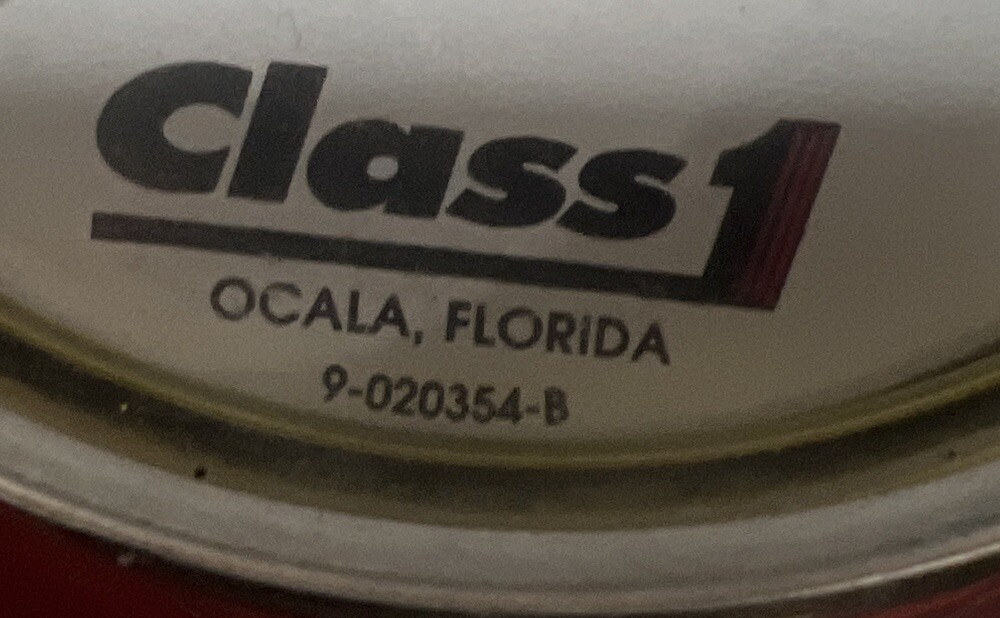 Class1
OCALA, FLORIDA
9-020354-B